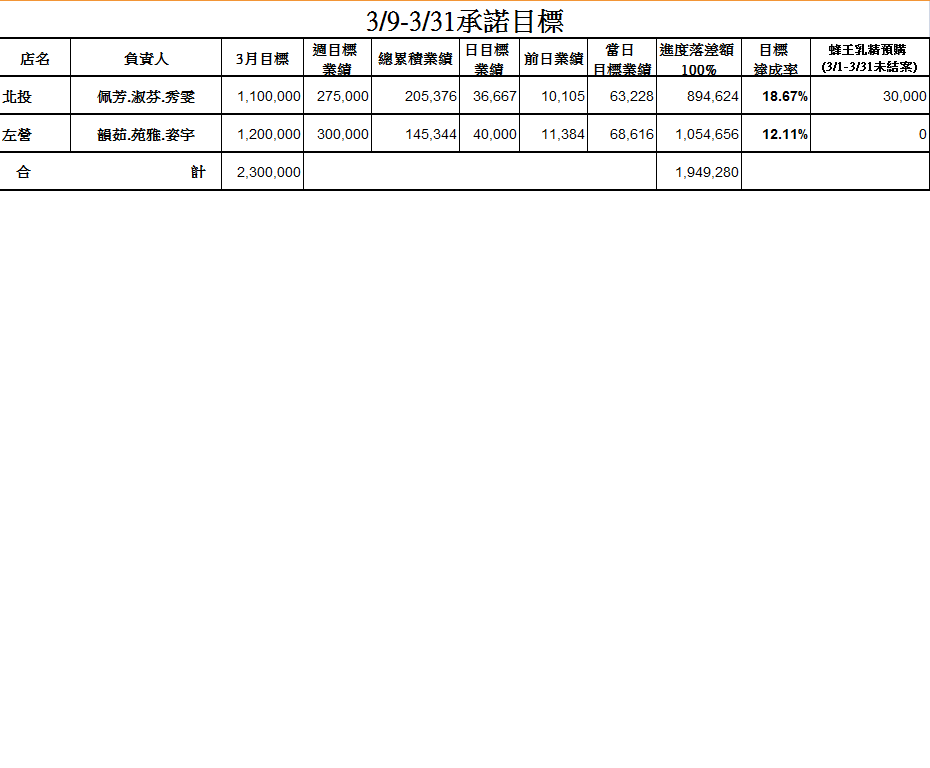 3/9-3/31承諾目標
店名 負責人 3月目標 週目標業績 總累積業績 日目標業績 前日業績 當日目標業績 進度落差額100% 目標達成率 蜂王乳精預購(3/1-3/31未結案)
北投 佩芳.淑芬.秀雯 1,100,000 275,000 205,376 36,667 10,105 63,228 894,624 18.67% 30,000
左營 韻茹.苑雅.姿宇 1,200,000 300,000 145,344 40,000 11,384 68,616 1,054,656 12.11% 0
合計 2,300,000 1,949,280